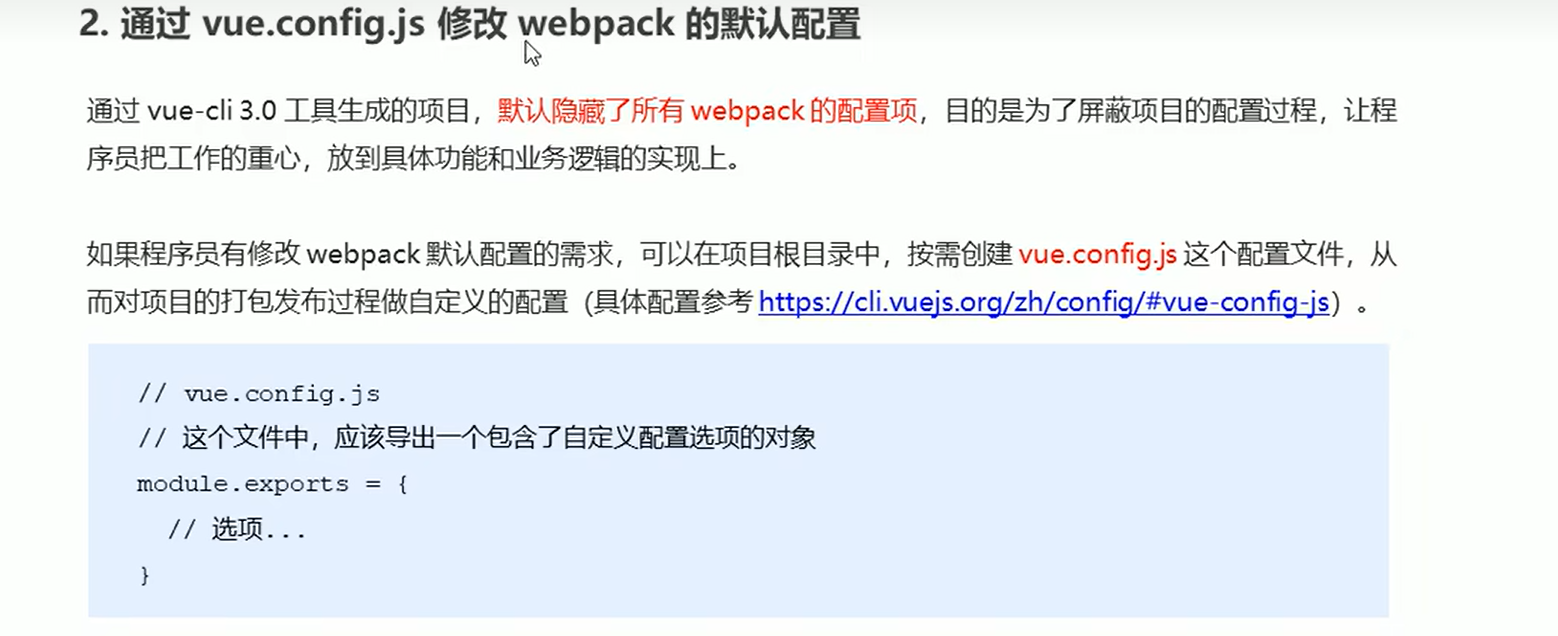 2. 通过 vue.config.js 修改 webpack 的默认配置
通过 vue-cli 3.0 工具生成的项目，默认隐藏了所有 webpack 的配置项，目的是为了屏蔽项目的配置过程，让程
序员把工作的重心，放到具体功能和业务逻辑的实现上。
如果程序员有修改 webpack 默认配置的需求，可以在项目根目录中，按需创建 vue.config.js 这个配置文件，从
而对项目的打包发布过程做自定义的配置（具体配置参考 https://cli.vuejs.org/zh/config/#vue-config-js）。
// vue.config.js
// 这个文件中，应该导出一个包含了自定义配置选项的对象
module.exports = {
// 选项...
}